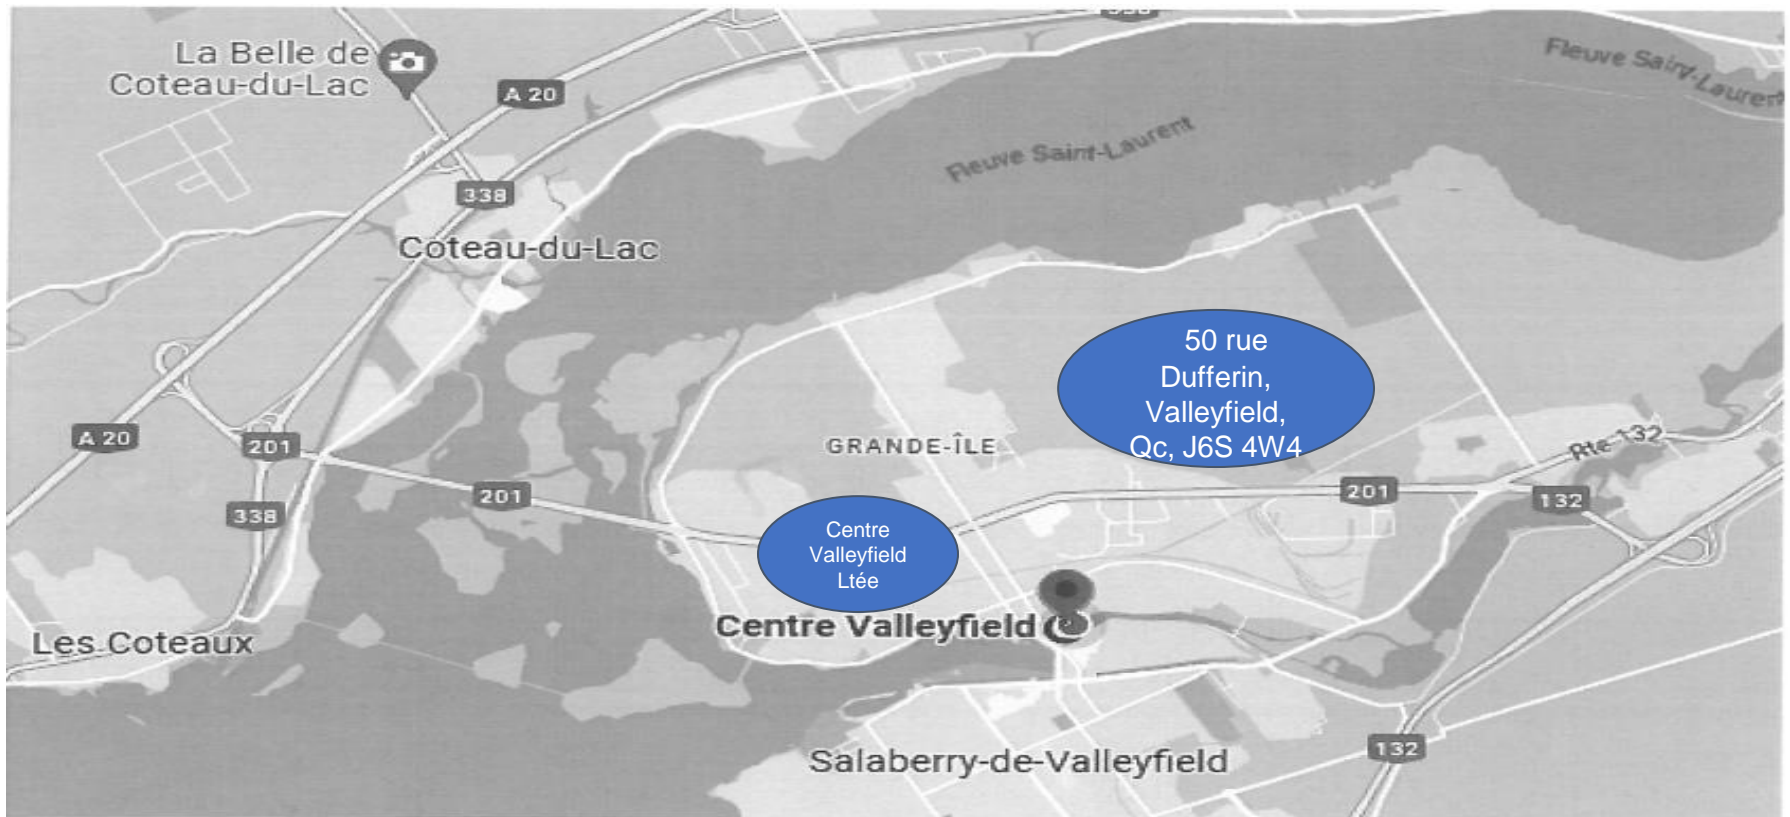 338
La Belle de
Coteau-du-Lac
A 20
Fleuve Saint-Laurent
Fleuve Saint-Laurent
338
Coteau-du-Lac
50 rue
Dufferin,
Valleyfield,
Qc, J6S 4W4
A 20
201
GRANDE-ÎLE
Rte 132
201
201
132
338
Centre
Valleyfield
Ltée
Centre Valleyfield
Les Coteaux
Salaberry-de-Valleyfield
132